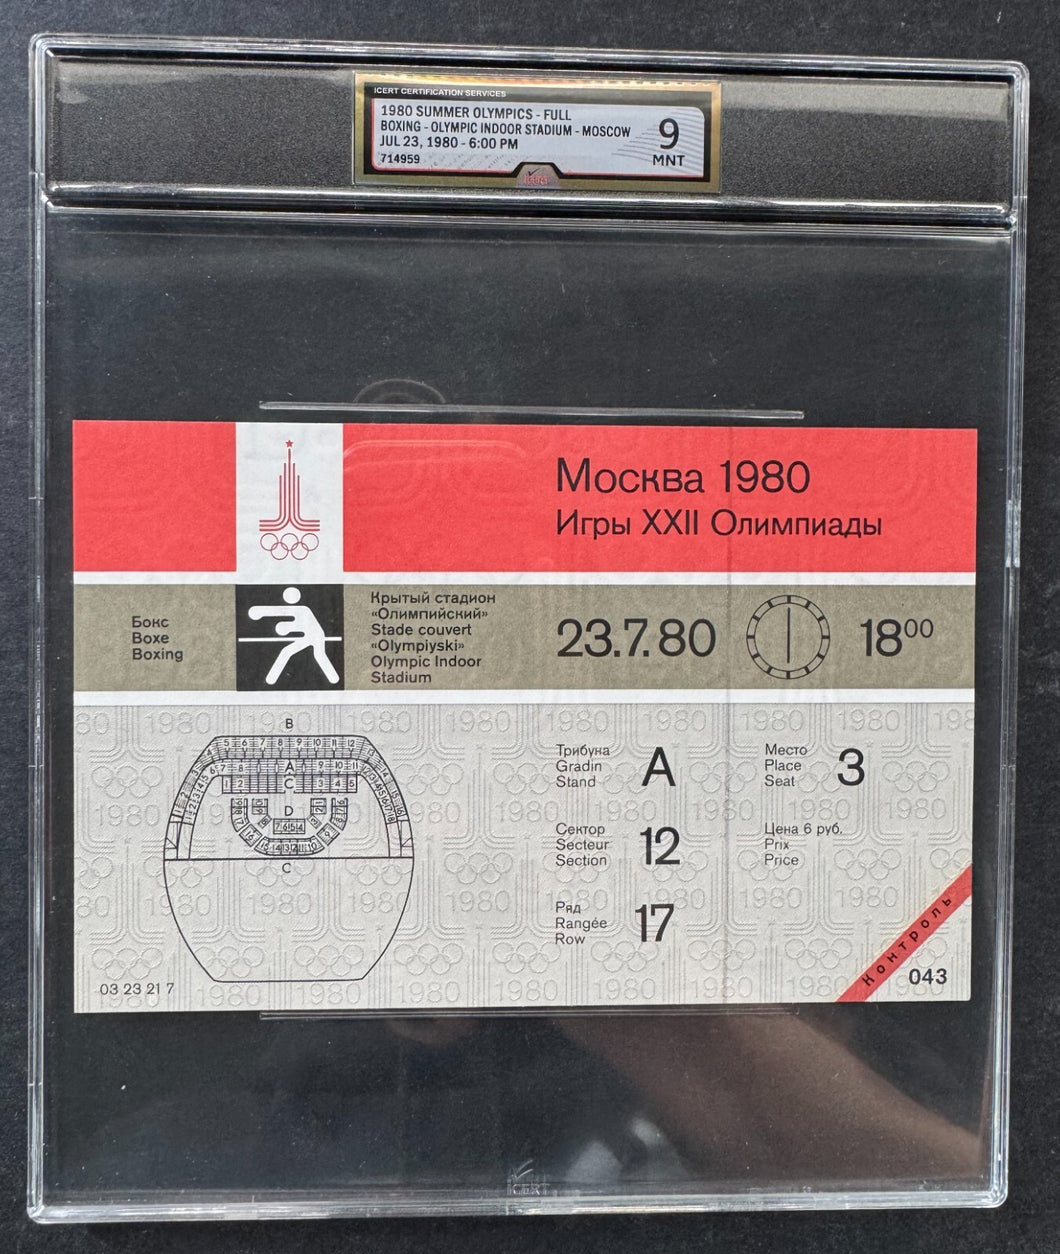 ICERT CERTIFICATION SERVICES
1980 SUMMER OLYMPICS - FULL
BOXING - OLYMPIC INDOOR STADIUM - MOSCOW
JUL 23, 1980 - 6:00 PM
714959
9
MNT
Москва 1980
Игры XXII Олимпиады
Бокс
Boxe
Boxing
Крытый стадион
«Олимпийский»
Stade couvert
«Olympiyski»
Olympic Indoor
Stadium
23.7.80
18⁰⁰
B
A
C
D
C
Трибуна
Gradin
Stand
A
Место
Place
Seat
3
Сектор
Secteur
Section
12
Цена 6 руб.
Prix
Price
Ряд
Rangée
Row
17
Контроль
043
03 23 21 7
ICERT